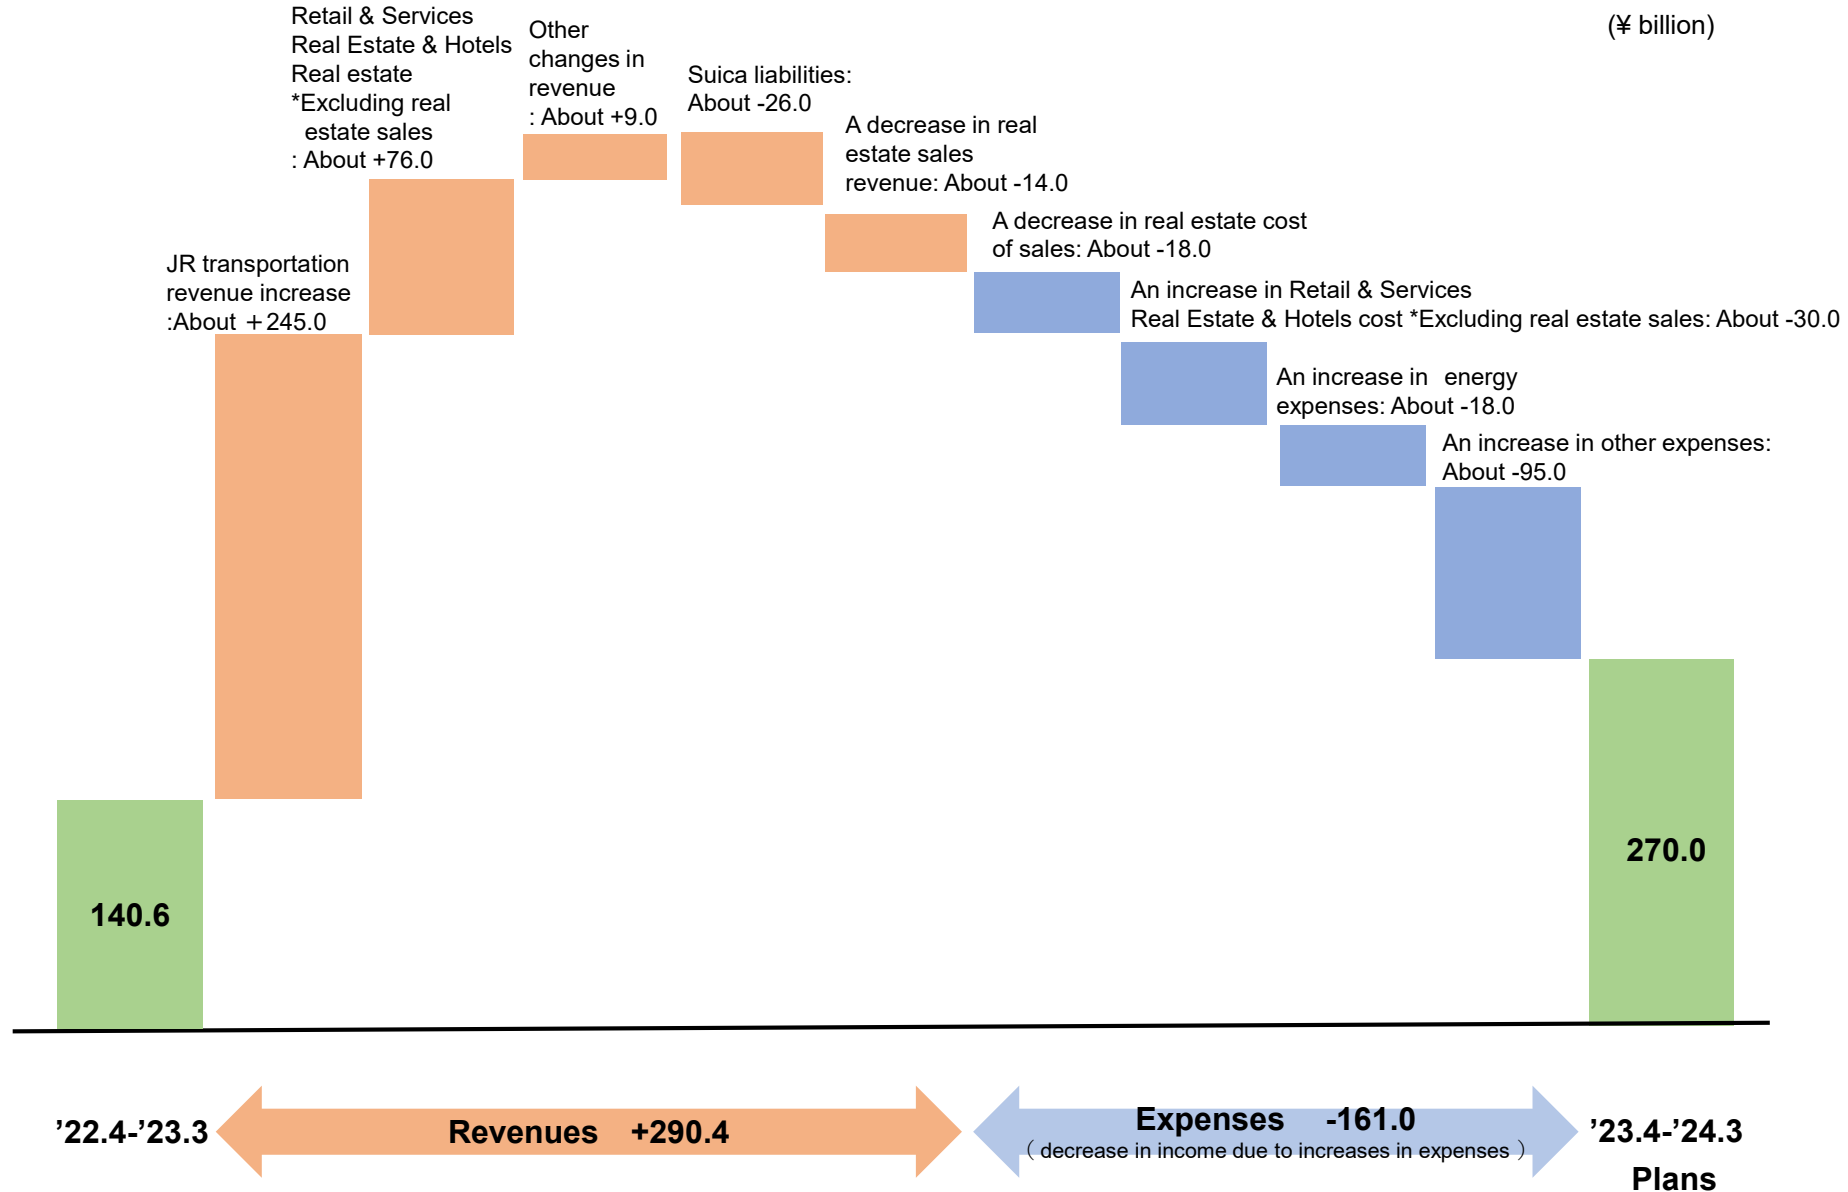 (¥ billion)
Retail & Services
Real Estate & Hotels
Real estate
*Excluding real
estate sales
: About +76.0
Other
changes in
revenue
: About +9.0
Suica liabilities:
About -26.0
A decrease in real
estate sales
revenue: About -14.0
A decrease in real estate cost
of sales: About -18.0
JR transportation
revenue increase
:About ＋245.0
An increase in Retail & Services
Real Estate & Hotels cost *Excluding real estate sales: About -30.0
An increase in energy
expenses: About -18.0
An increase in other expenses:
About -95.0
140.6
270.0
’22.4-’23.3
Revenues +290.4
Expenses -161.0
（decrease in income due to increases in expenses）
’23.4-’24.3
Plans